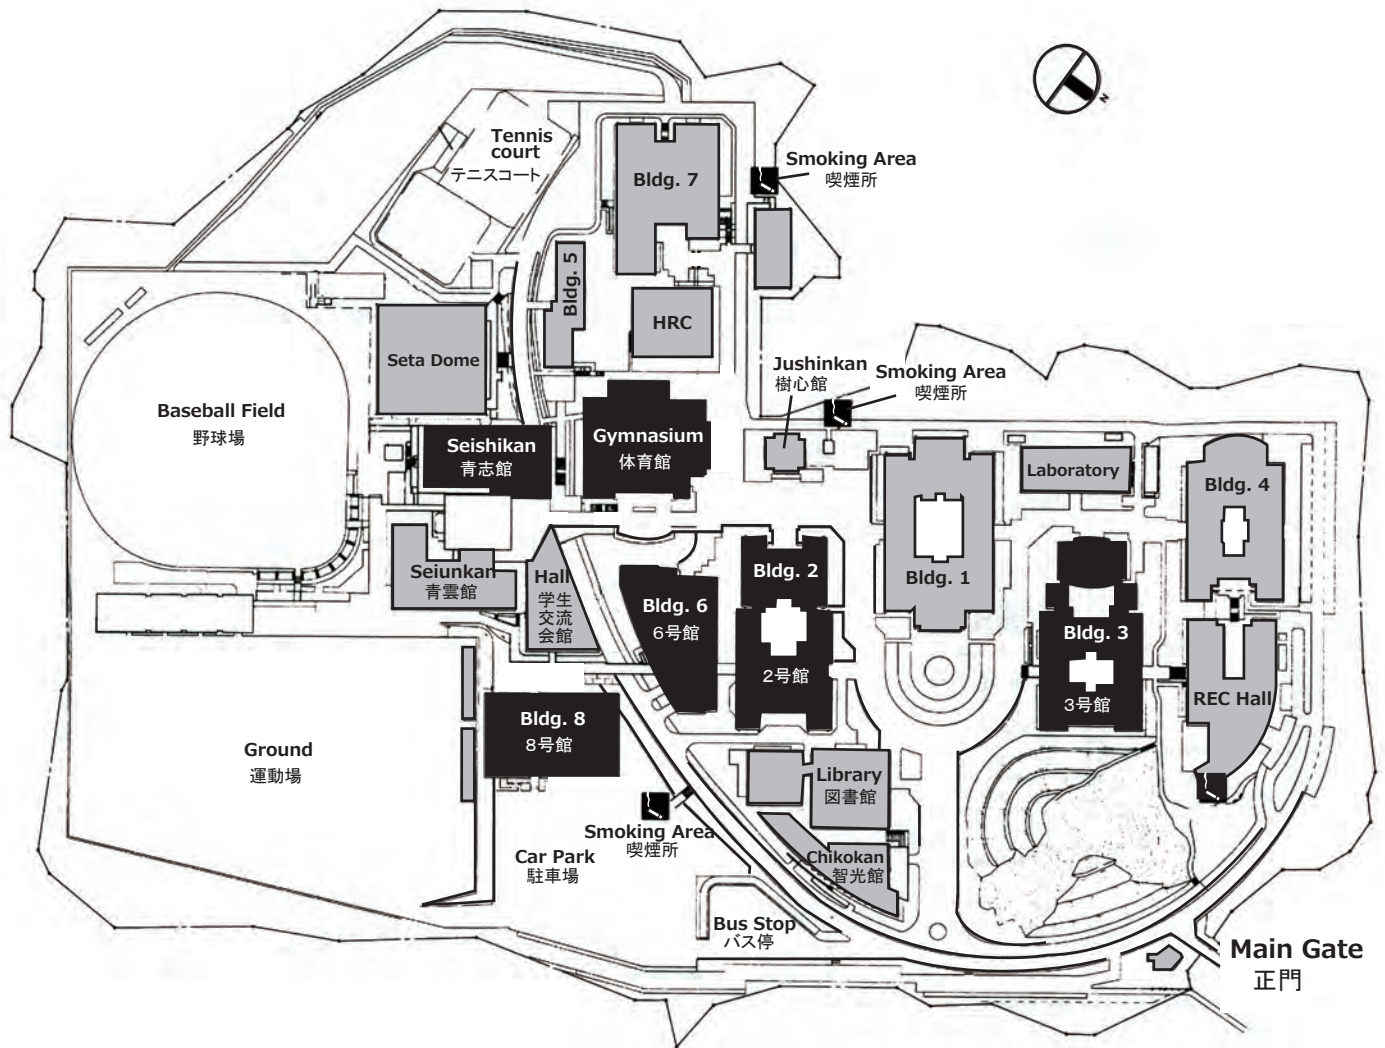 N
Tennis
court
テニスコート
Bldg. 7
Smoking Area
喫煙所
Bldg. 5
HRC
Seta Dome
Jushinkan
樹心館
Smoking Area
喫煙所
Baseball Field
野球場
Seishikan
青志館
Gymnasium
体育館
Laboratory
Bldg. 4
Seiunkan
青雲館
Hall
学生
交流
会館
Bldg. 6
6号館
Bldg. 2
2号館
Bldg. 1
Bldg. 3
3号館
REC Hall
Bldg. 8
8号館
Ground
運動場
Library
図書館
Smoking Area
喫煙所
Car Park
駐車場
Chikokan
智光館
Bus Stop
バス停
Main Gate
正門